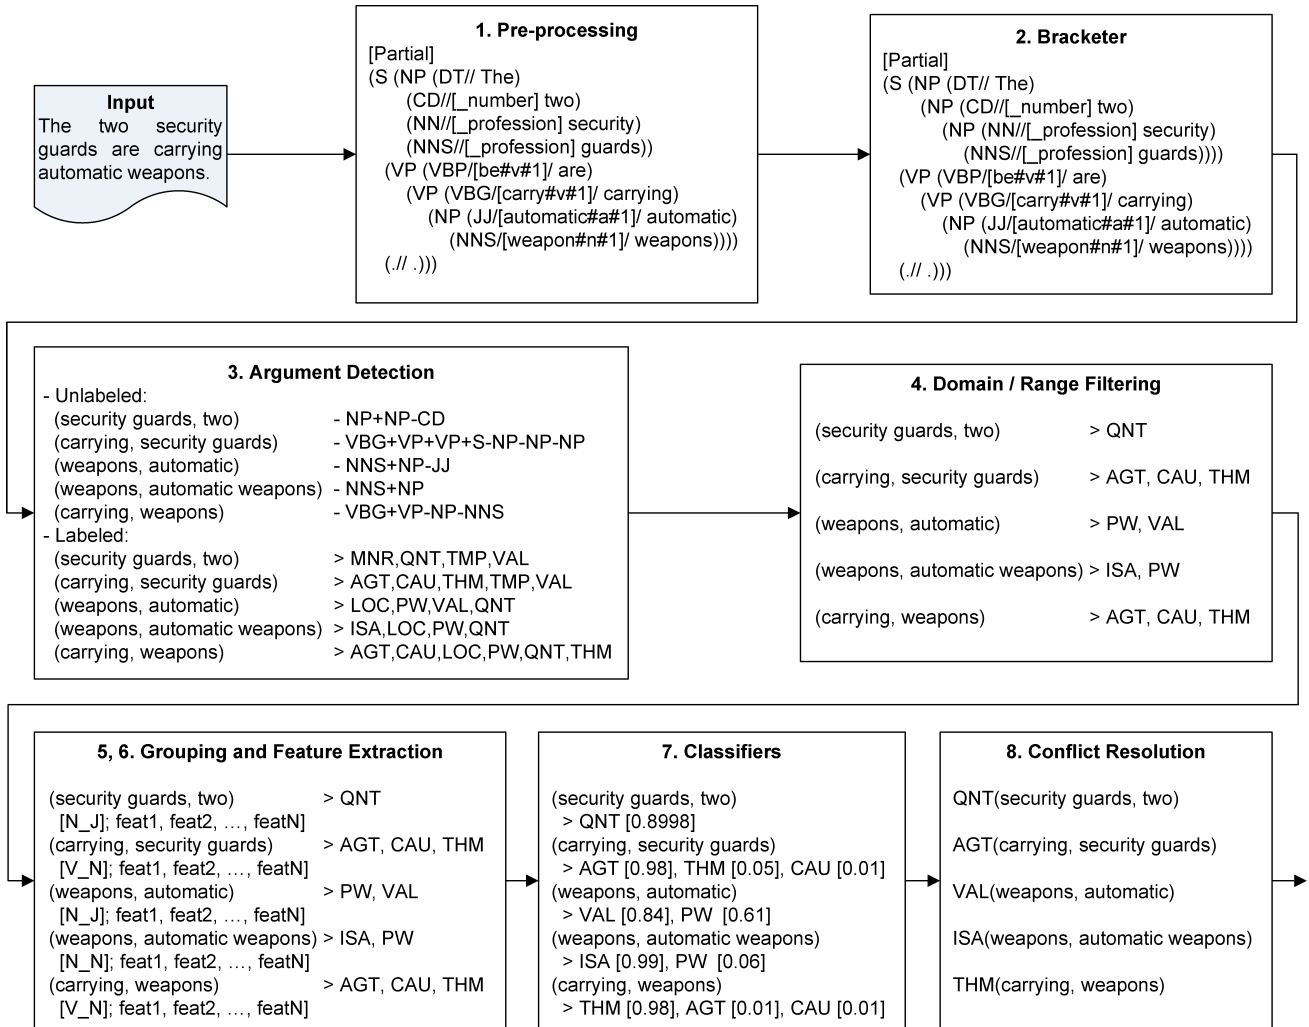 Input
The two security
guards are carrying
automatic weapons.
1. Pre-processing
[Partial]
(S (NP (DT// The)
(CD//[_number] two)
(NN//[_profession] security)
(NNS//[_profession] guards))
(VP (VBP/[be#v#1]/ are)
(VP (VBG/[carry#v#1]/ carrying)
(NP (JJ/[automatic#a#1]/ automatic)
(NNS/[weapon#n#1]/ weapons))))
(.// .)))
2. Bracketer
[Partial]
(S (NP (DT// The)
(NP (CD//[_number] two)
(NP (NN//[_profession] security)
(NNS//[_profession] guards))))
(VP (VBP/[be#v#1]/ are)
(VP (VBG/[carry#v#1]/ carrying)
(NP (JJ/[automatic#a#1]/ automatic)
(NNS/[weapon#n#1]/ weapons))))
(.// .)))
3. Argument Detection
- Unlabeled:
(security guards, two) - NP+NP-CD
(carrying, security guards) - VBG+VP+VP+S-NP-NP-NP
(weapons, automatic) - NNS+NP-JJ
(weapons, automatic weapons) - NNS+NP
(carrying, weapons) - VBG+VP-NP-NNS
- Labeled:
(security guards, two) > MNR,QNT,TMP,VAL
(carrying, security guards) > AGT,CAU,THM,TMP,VAL
(weapons, automatic) > LOC,PW,VAL,QNT
(weapons, automatic weapons) > ISA,LOC,PW,QNT
(carrying, weapons) > AGT,CAU,LOC,PW,QNT,THM
4. Domain / Range Filtering
(security guards, two) > QNT
(carrying, security guards) > AGT, CAU, THM
(weapons, automatic) > PW, VAL
(weapons, automatic weapons) > ISA, PW
(carrying, weapons) > AGT, CAU, THM
5, 6. Grouping and Feature Extraction
(security guards, two) > QNT
[N_J]; feat1, feat2, …, featN]
(carrying, security guards) > AGT, CAU, THM
[V_N]; feat1, feat2, …, featN]
(weapons, automatic) > PW, VAL
[N_J]; feat1, feat2, …, featN]
(weapons, automatic weapons) > ISA, PW
[N_N]; feat1, feat2, …, featN]
(carrying, weapons) > AGT, CAU, THM
[V_N]; feat1, feat2, …, featN]
7. Classifiers
(security guards, two)
> QNT [0.8998]
(carrying, security guards)
> AGT [0.98], THM [0.05], CAU [0.01]
(weapons, automatic)
> VAL [0.84], PW [0.61]
(weapons, automatic weapons)
> ISA [0.99], PW [0.06]
(carrying, weapons)
> THM [0.98], AGT [0.01], CAU [0.01]
8. Conflict Resolution
QNT(security guards, two)
AGT(carrying, security guards)
VAL(weapons, automatic)
ISA(weapons, automatic weapons)
THM(carrying, weapons)